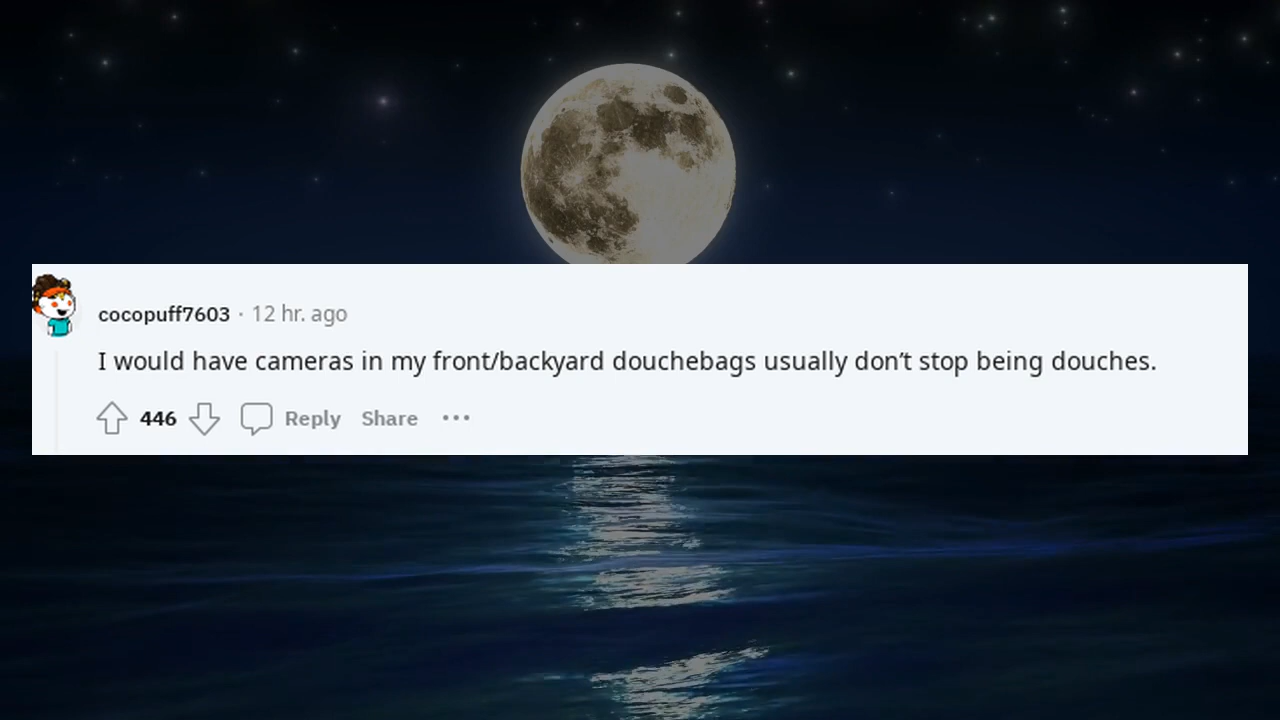 cocopuff7603 · 12 hr. ago
I would have cameras in my front/backyard douchebags usually don’t stop being douches.
446 Reply Share ···